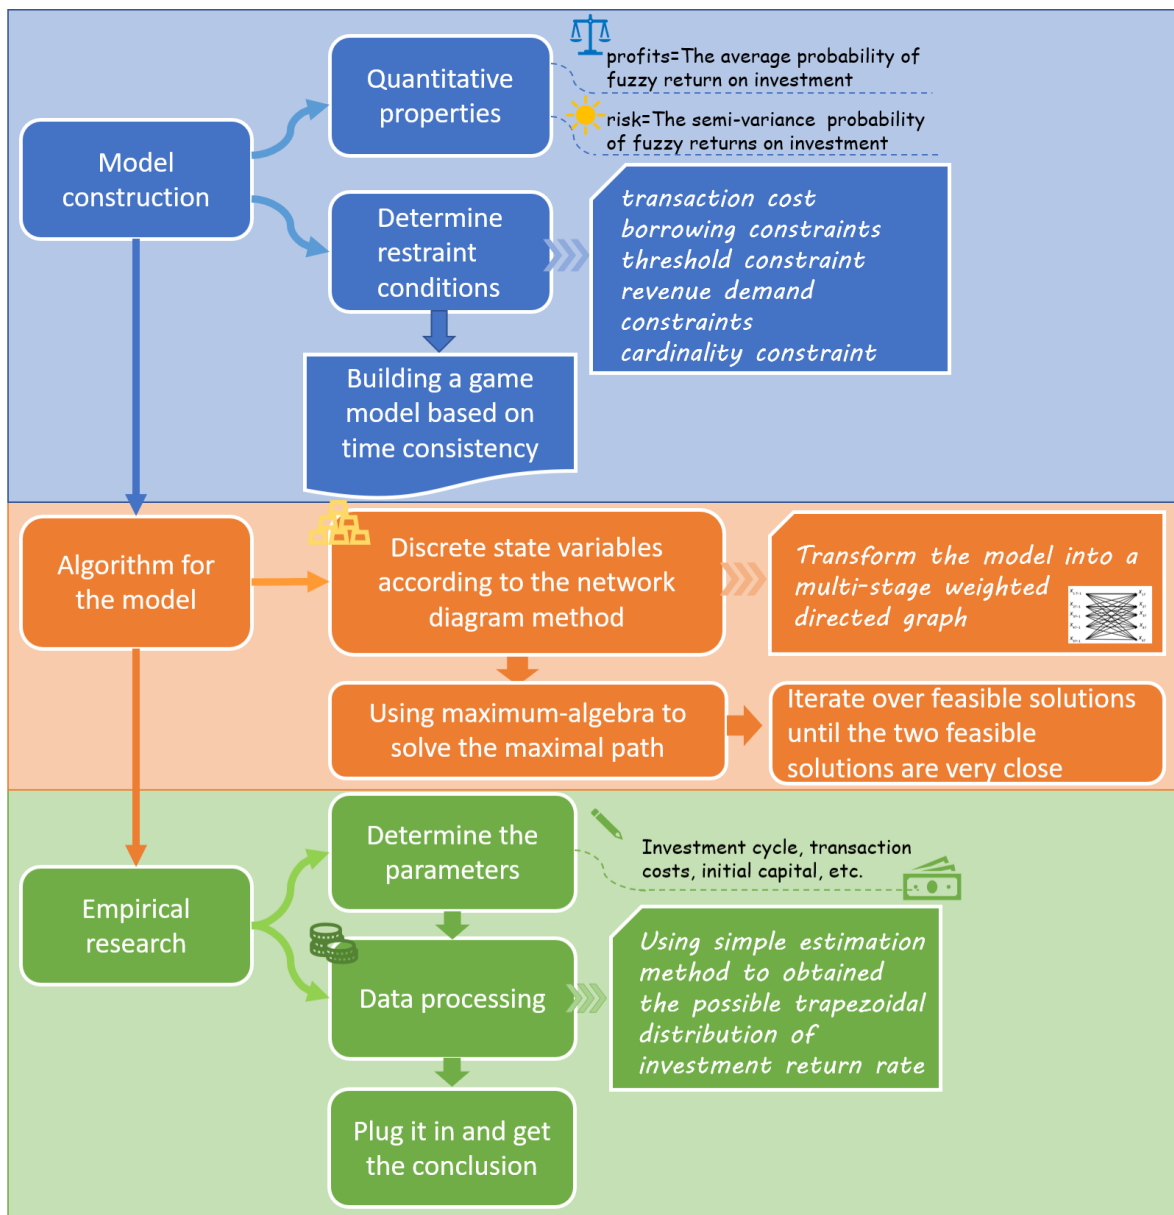 Quantitative
properties
profits=The average probability of
fuzzy return on investment
risk=The semi-variance probability
of fuzzy returns on investment
Model
construction
Determine
restraint
conditions
transaction cost
borrowing constraints
threshold constraint
revenue demand
constraints
cardinality constraint
Building a game
model based on
time consistency
Algorithm for
the model
Discrete state variables
according to the network
diagram method
Transform the model into a
multi-stage weighted
directed graph
Using maximum-algebra to
solve the maximal path
Iterate over feasible solutions
until the two feasible
solutions are very close
Determine the
parameters
Investment cycle, transaction
costs, initial capital, etc.
Empirical
research
Data processing
Using simple estimation
method to obtained
the possible trapezoidal
distribution of
investment return rate
Plug it in and get
the conclusion